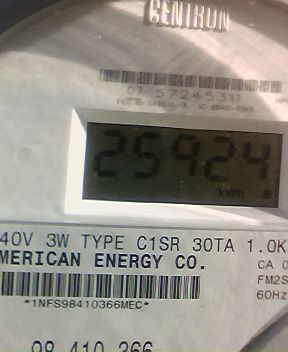 CENTRON
07 57245317
25924
kWh
40V 3W TYPE C1SR 30TA 1.0K
MERICAN ENERGY CO.
CA 0
FM2S
60Hz
*1NFS98410366MEC*
98 410 366